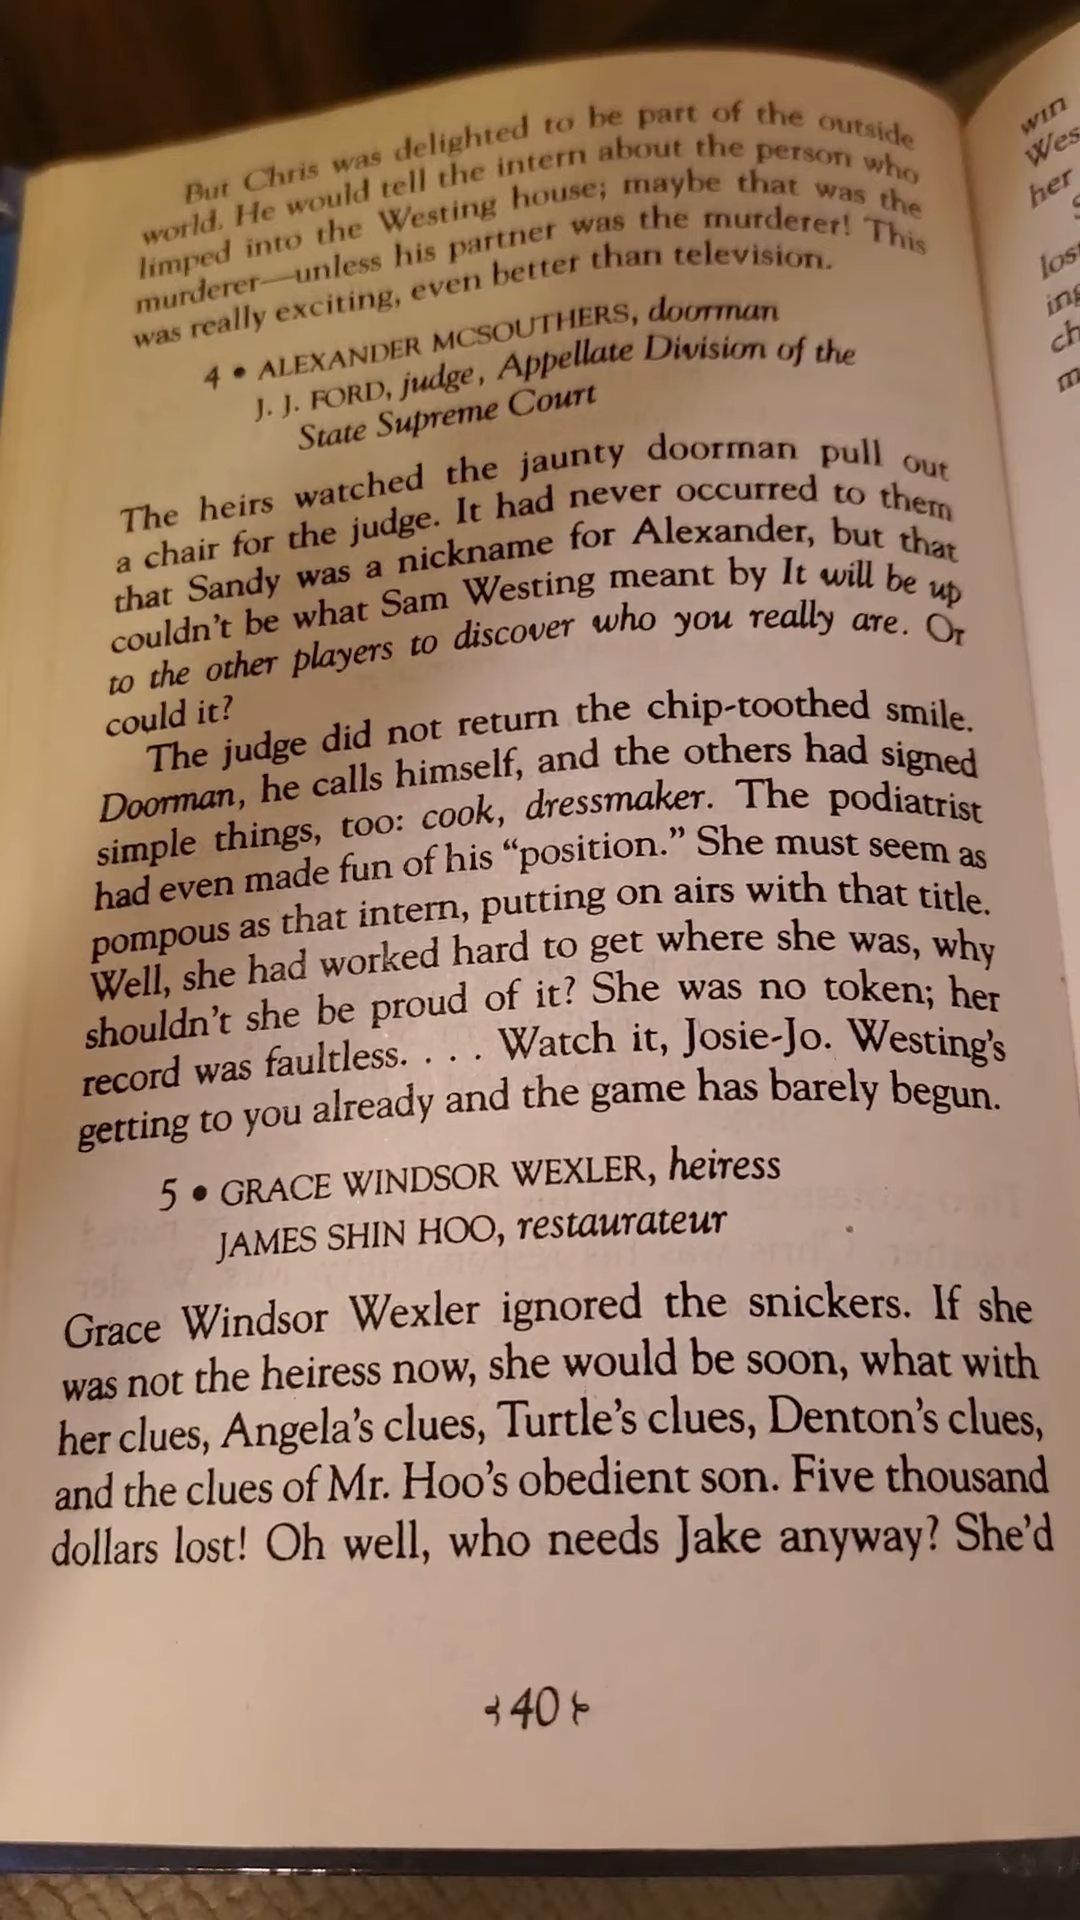 But Chris was delighted to be part of the outside
world. He would tell the intern about the person who
limped into the Westing house; maybe that was the
murderer—unless his partner was the murderer! This
was really exciting, even better than television.
4 • ALEXANDER MCSOUTHERS, doorman
J. J. FORD, judge, Appellate Division of the
State Supreme Court
The heirs watched the jaunty doorman pull out
a chair for the judge. It had never occurred to them
that Sandy was a nickname for Alexander, but that
couldn't be what Sam Westing meant by It will be up
to the other players to discover who you really are. Or
could it?
The judge did not return the chip-toothed smile.
Doorman, he calls himself, and the others had signed
simple things, too: cook, dressmaker. The podiatrist
had even made fun of his "position." She must seem as
pompous as that intern, putting on airs with that title.
Well, she had worked hard to get where she was, why
shouldn't she be proud of it? She was no token; her
record was faultless. . . . Watch it, Josie-Jo. Westing's
getting to you already and the game has barely begun.
5 • GRACE WINDSOR WEXLER, heiress
JAMES SHIN HOO, restaurateur
Grace Windsor Wexler ignored the snickers. If she
was not the heiress now, she would be soon, what with
her clues, Angela's clues, Turtle's clues, Denton's clues,
and the clues of Mr. Hoo's obedient son. Five thousand
dollars lost! Oh well, who needs Jake anyway? She'd
40
win
Wes
her
los
ing
ch